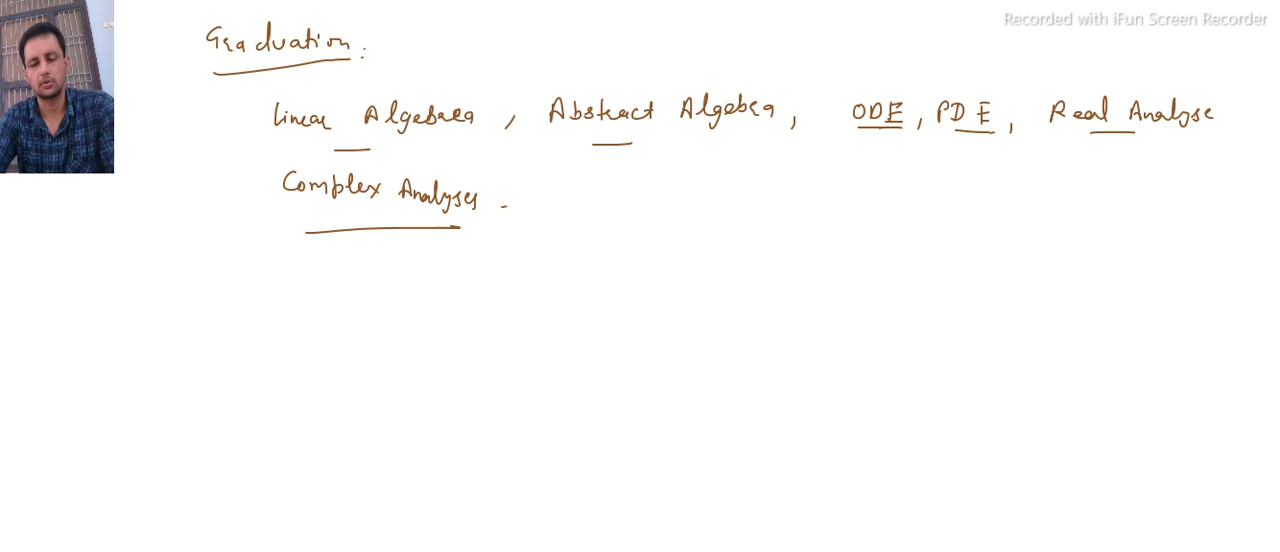 Recorded with iFun Screen Recorder
Graduation:
Linear Algebra, Abstract Algebra, ODE, PDE, Real Analyse
Complex Analyses.